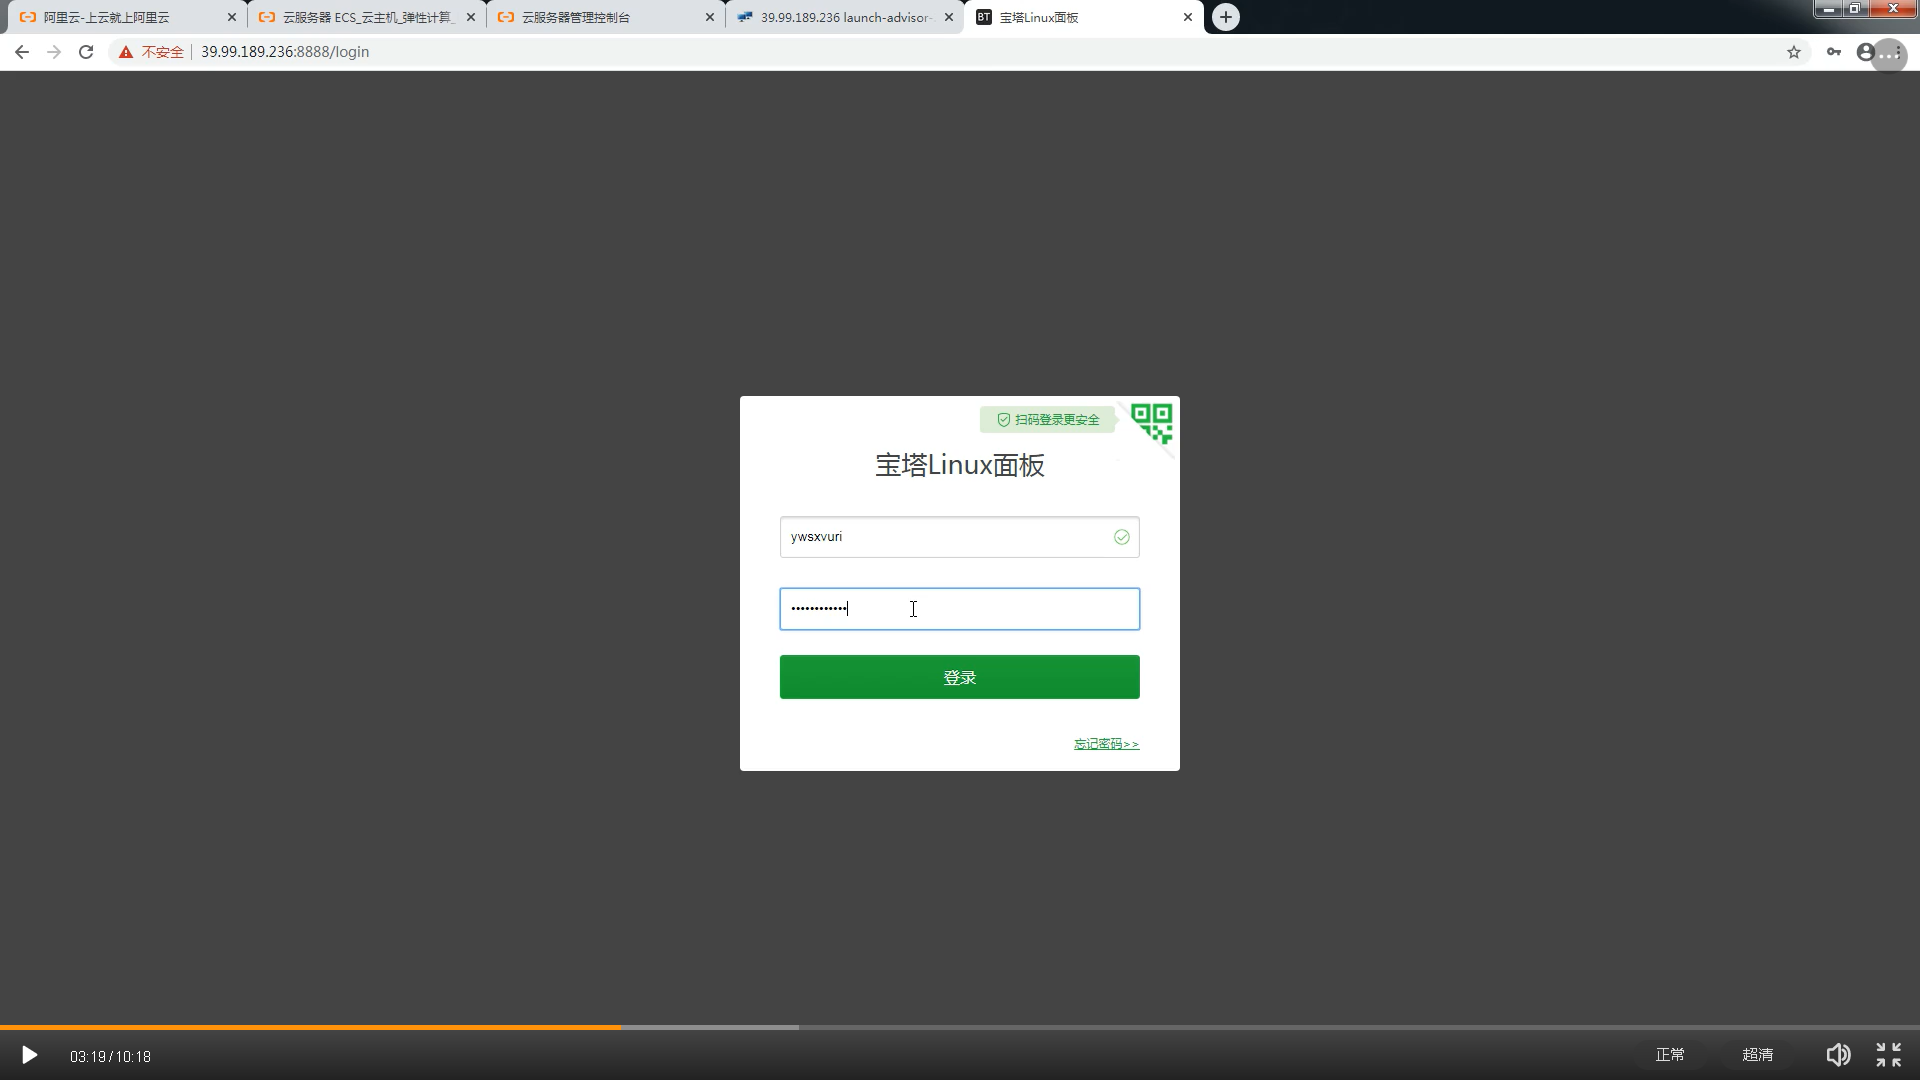 阿里云-上云就上阿里云
云服务器 ECS_云主机_弹性计算_
云服务器管理控制台
39.99.189.236 launch-advisor-
BT 宝塔Linux面板
不安全 39.99.189.236:8888/login
扫码登录更安全
宝塔Linux面板
ywsxvuri
登录
忘记密码>>
03:19/10:18
正常
超清